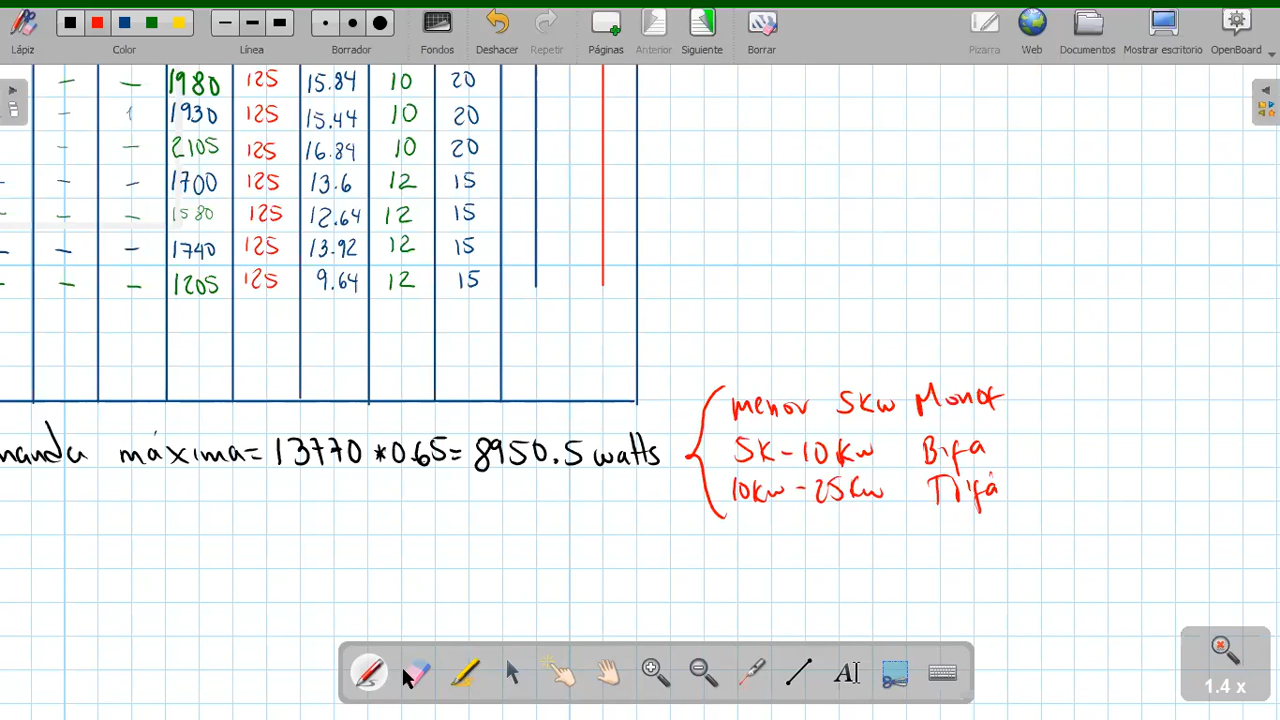 Lápiz Color Línea Borrador Fondos Deshacer Repetir Páginas Anterior Siguiente Borrar Pizarra Web Documentos Mostrar escritorio OpenBoard
- - 1980 125 15.84 10 20
- 1930 125 15.44 10 20
- - 2105 125 16.84 10 20
- - - 1700 125 13.6 12 15
- - - 1580 125 12.64 12 15
- - - 1740 125 13.92 12 15
- - - 1205 125 9.64 12 15
manda máxima= 13770 *0.65= 8950.5 watts
menor 5Kw Monof
5K-10Kw Bifa
10Kw-25Kw Trifa
1.4 x